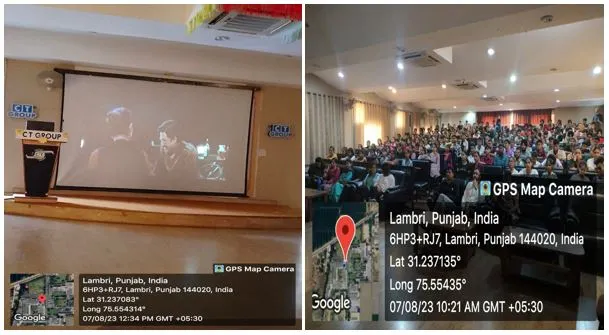 CT
GROUP
CT GROUP
CT
GROUP
GPS Map Camera
Lambri, Punjab, India
6HP3+RJ7, Lambri, Punjab 144020, India
Lat 31.237083°
Long 75.554314°
07/08/23 12:34 PM GMT +05:30
Google
GPS Map Camera
Lambri, Punjab, India
6HP3+RJ7, Lambri, Punjab 144020, India
Lat 31.237135°
Long 75.55435°
07/08/23 10:21 AM GMT +05:30
Google